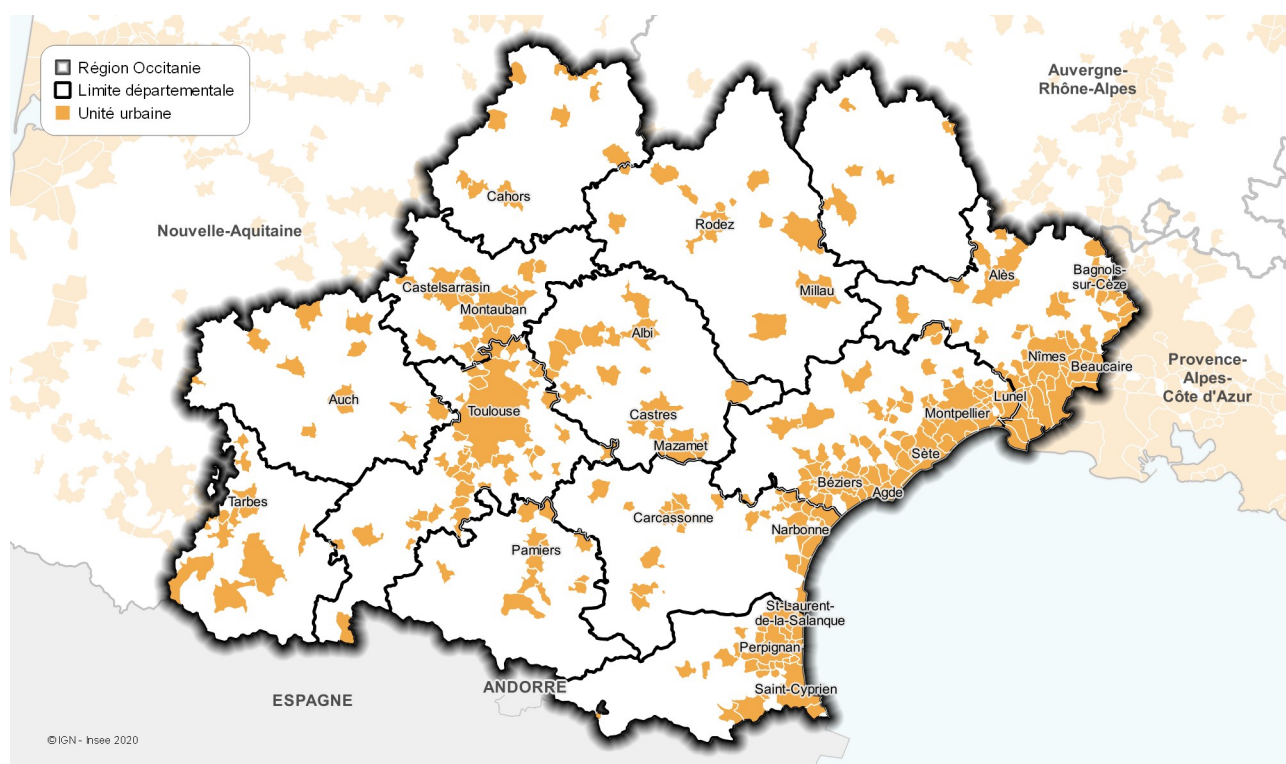 Région Occitanie
Limite départementale
Unité urbaine
Auvergne-
Rhône-Alpes
Nouvelle-Aquitaine
Cahors
Rodez
Castelsarrasin
Montauban
Millau
Alès
Bagnols-
sur-Cèze
Albi
Nîmes
Beaucaire
Provence-
Alpes-
Côte d'Azur
Auch
Toulouse
Castres
Mazamet
Lunel
Montpellier
Sète
Tarbes
Béziers
Agde
Carcassonne
Narbonne
Pamiers
St-Laurent-
de-la-Salanque
Perpignan
Saint-Cyprien
ANDORRE
ESPAGNE
©IGN - Insee 2020